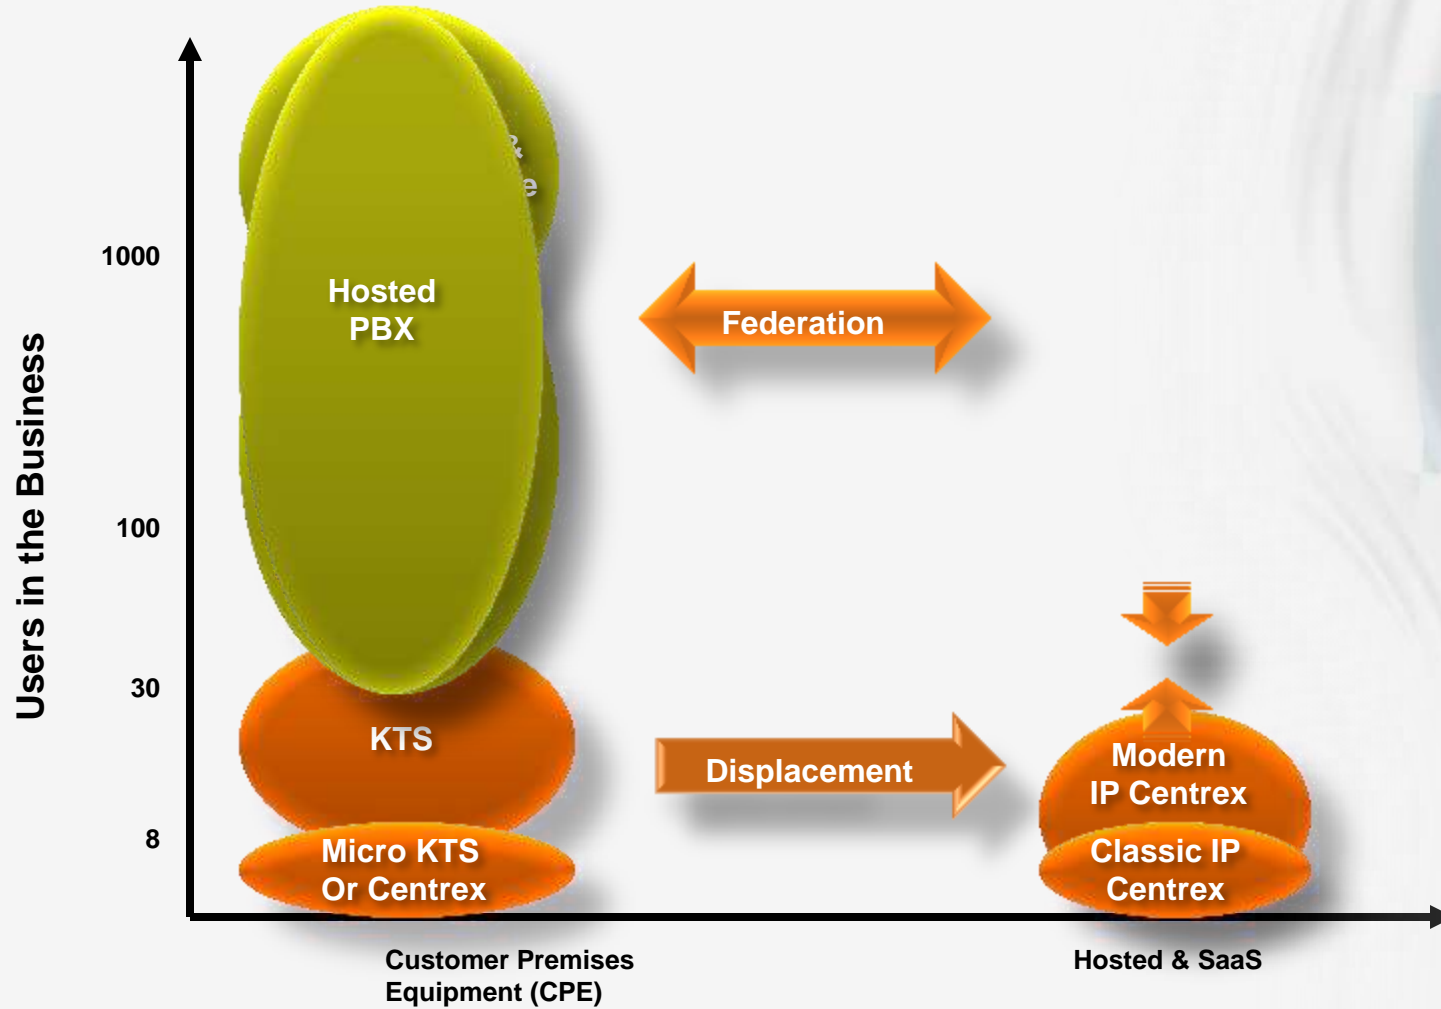 &
e
1000
Hosted
PBX
Federation
Users in the Business
100
30
KTS
Displacement
Modern
IP Centrex
8
Micro KTS
Or Centrex
Classic IP
Centrex
Customer Premises
Equipment (CPE)
Hosted & SaaS